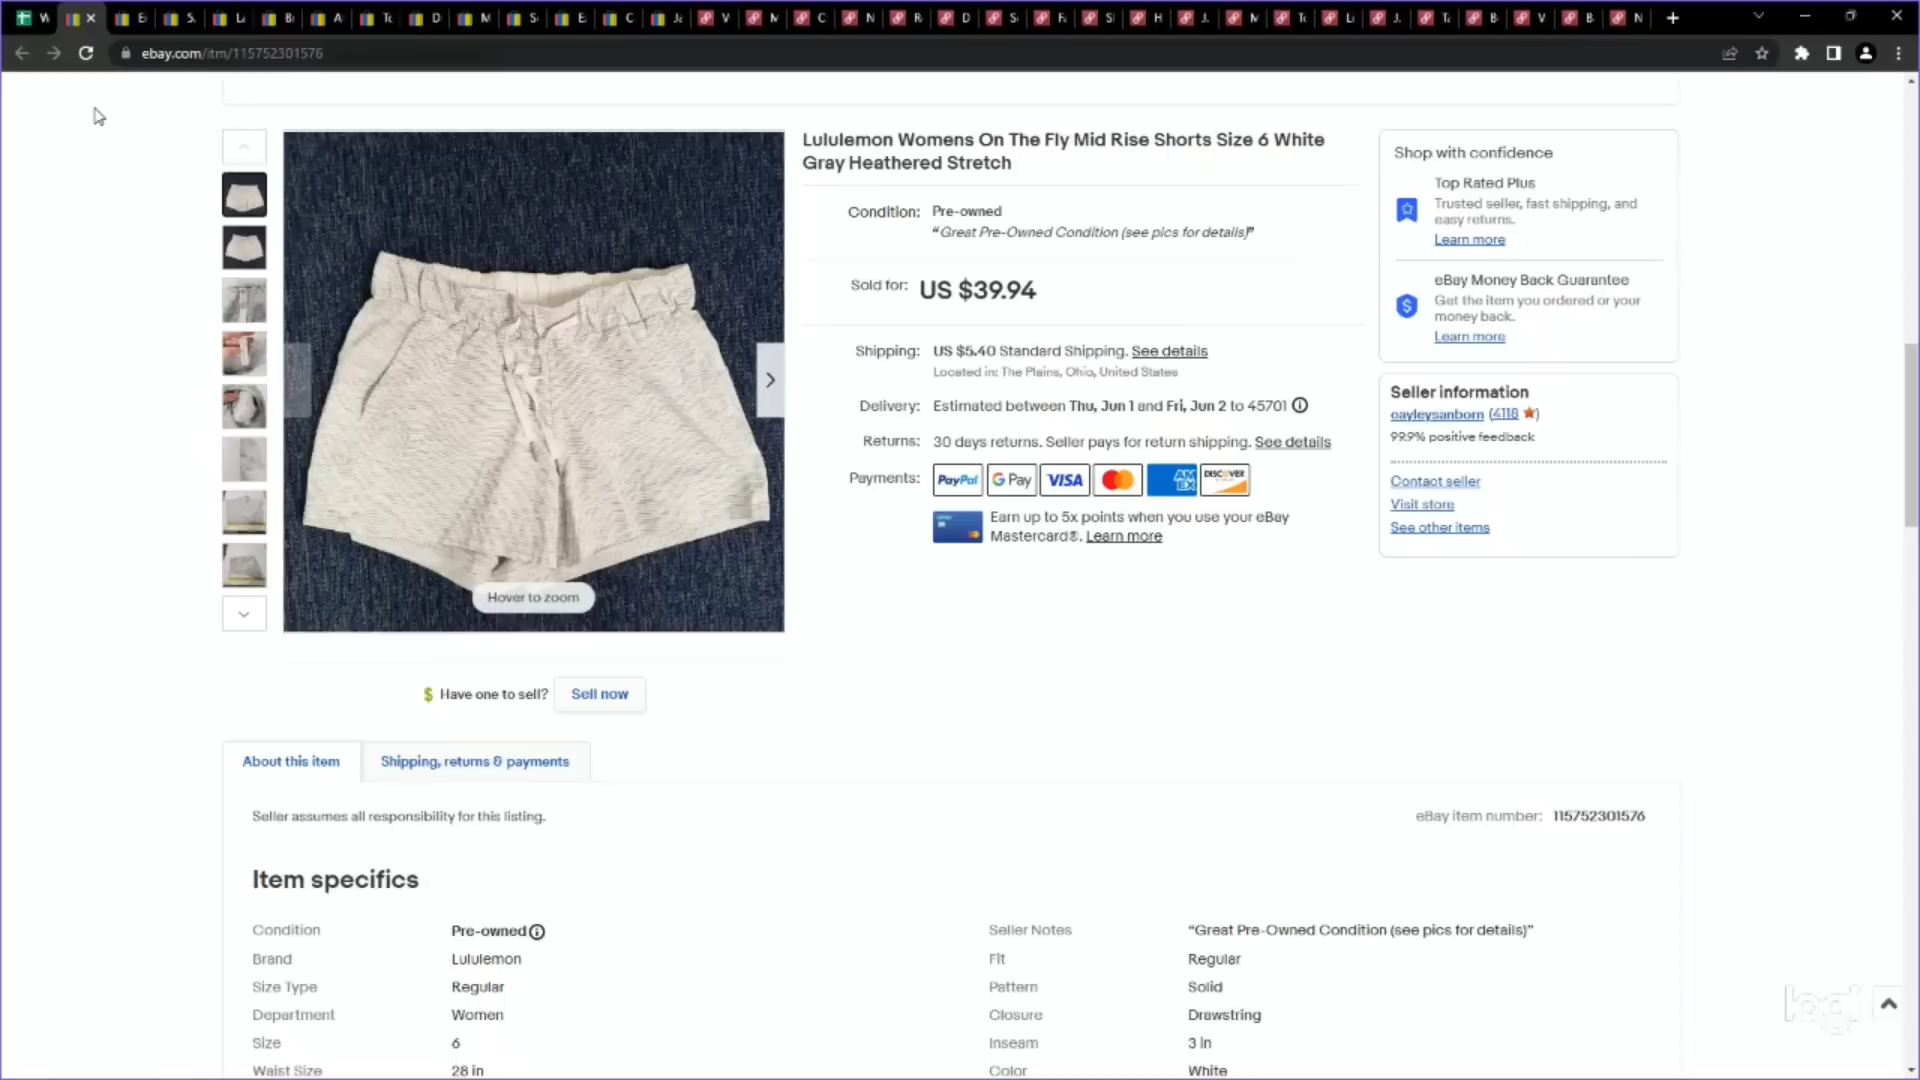 W
E
S
L
B
A
To
D
M
S
E
C
Ja
V
M
C
N
R
D
S
F
S
H
J.
M
T
Li
J.
T
B
V
B
N
ebay.com/itm/115752301576
Lululemon Womens On The Fly Mid Rise Shorts Size 6 White
Gray Heathered Stretch
Condition: Pre-owned
“Great Pre-Owned Condition (see pics for details)”
Sold for: US $39.94
Shipping: US $5.40 Standard Shipping. See details
Located in: The Plains, Ohio, United States
Delivery: Estimated between Thu, Jun 1 and Fri, Jun 2 to 45701
Returns: 30 days returns. Seller pays for return shipping. See details
Payments: PayPal G Pay VISA AM EX DISCOVER
Earn up to 5x points when you use your eBay
Mastercard®. Learn more
Shop with confidence
Top Rated Plus
Trusted seller, fast shipping, and
easy returns.
Learn more
eBay Money Back Guarantee
Get the item you ordered or your
money back.
Learn more
Seller information
cayleysanborn (4118)
99.9% positive feedback
Contact seller
Visit store
See other items
Hover to zoom
$ Have one to sell? Sell now
About this item
Shipping, returns & payments
Seller assumes all responsibility for this listing.
eBay item number: 115752301576
Item specifics
Condition Pre-owned
Seller Notes “Great Pre-Owned Condition (see pics for details)”
Brand Lululemon
Fit Regular
Size Type Regular
Pattern Solid
Department Women
Closure Drawstring
Size 6
Inseam 3 in
Waist Size 28 in
Color White
logi